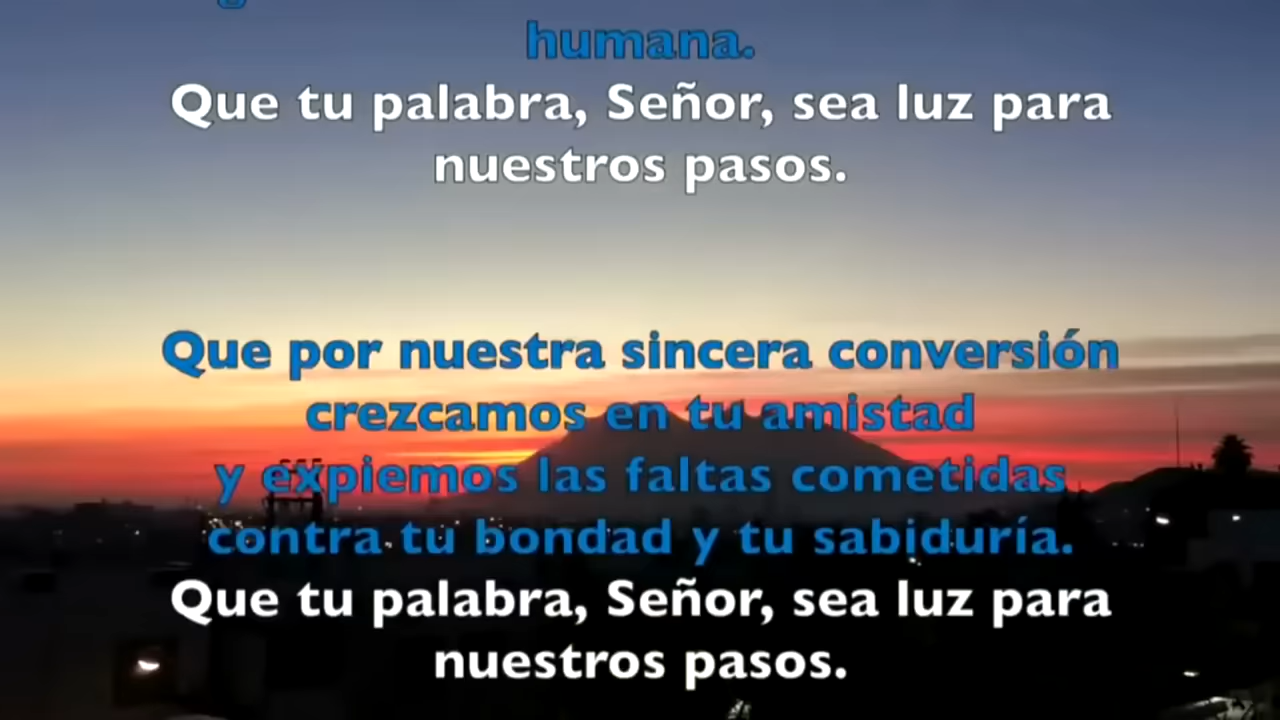 humana.
Que tu palabra, Señor, sea luz para
nuestros pasos.
Que por nuestra sincera conversión
crezcamos en tu amistad
y expiemos las faltas cometidas
contra tu bondad y tu sabiduría.
Que tu palabra, Señor, sea luz para
nuestros pasos.